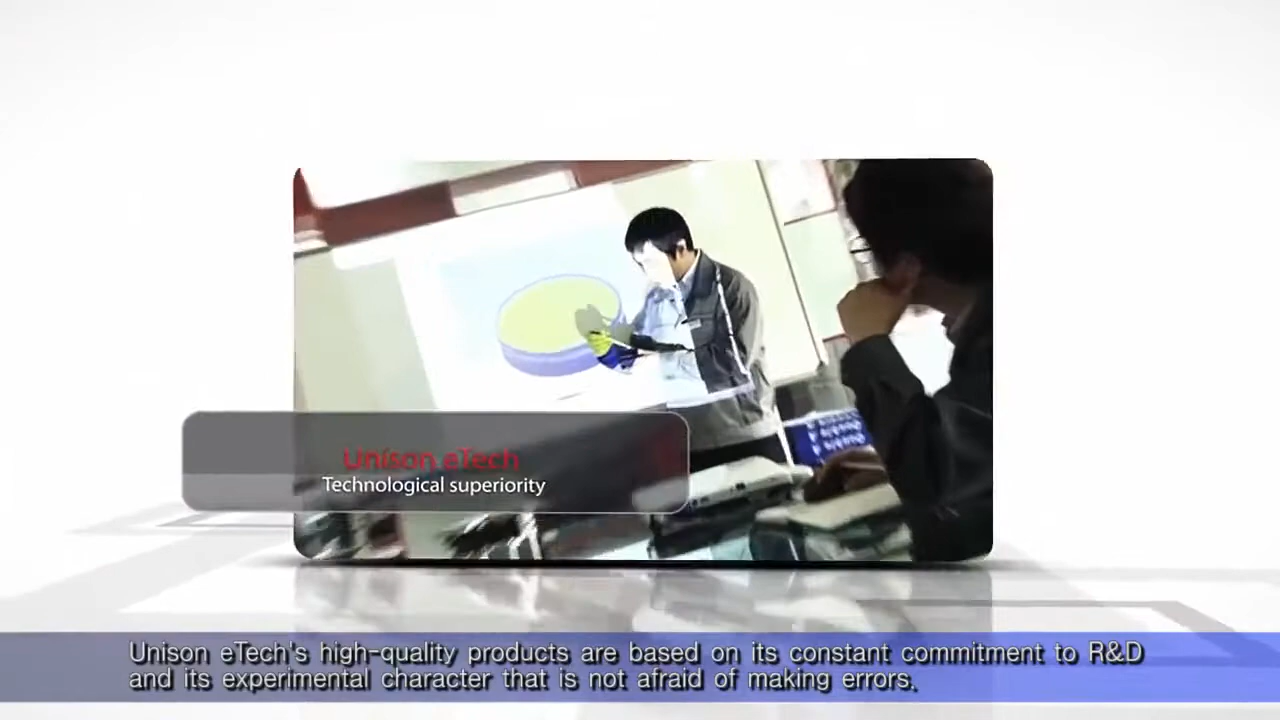 Unison eTech
Technological superiority
Unison eTech's high-quality products are based on its constant commitment to R&D
and its experimental character that is not afraid of making errors.